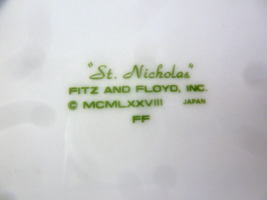 "St. Nicholas"
FITZ AND FLOYD, INC.
© MCMLXXVIII JAPAN
FF